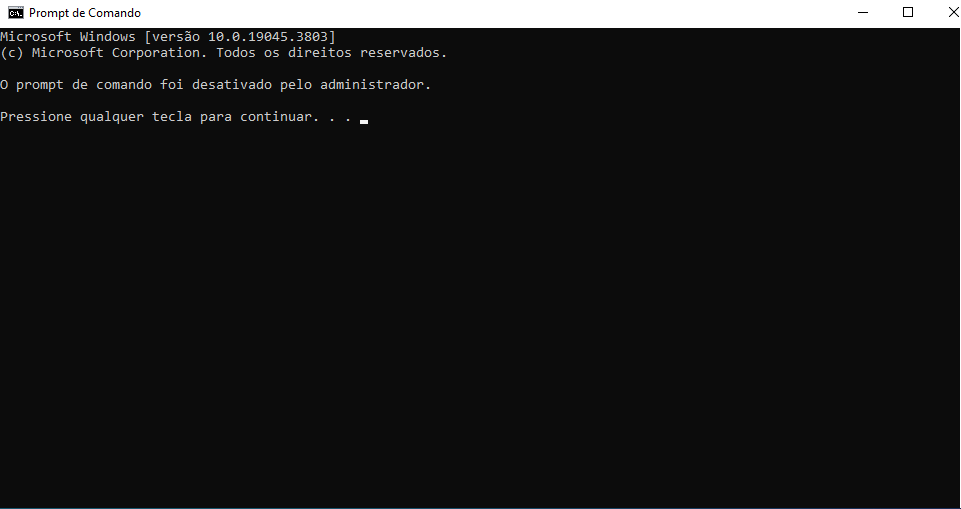 Prompt de Comando
Microsoft Windows [versão 10.0.19045.3803]
(c) Microsoft Corporation. Todos os direitos reservados.
O prompt de comando foi desativado pelo administrador.
Pressione qualquer tecla para continuar. . .